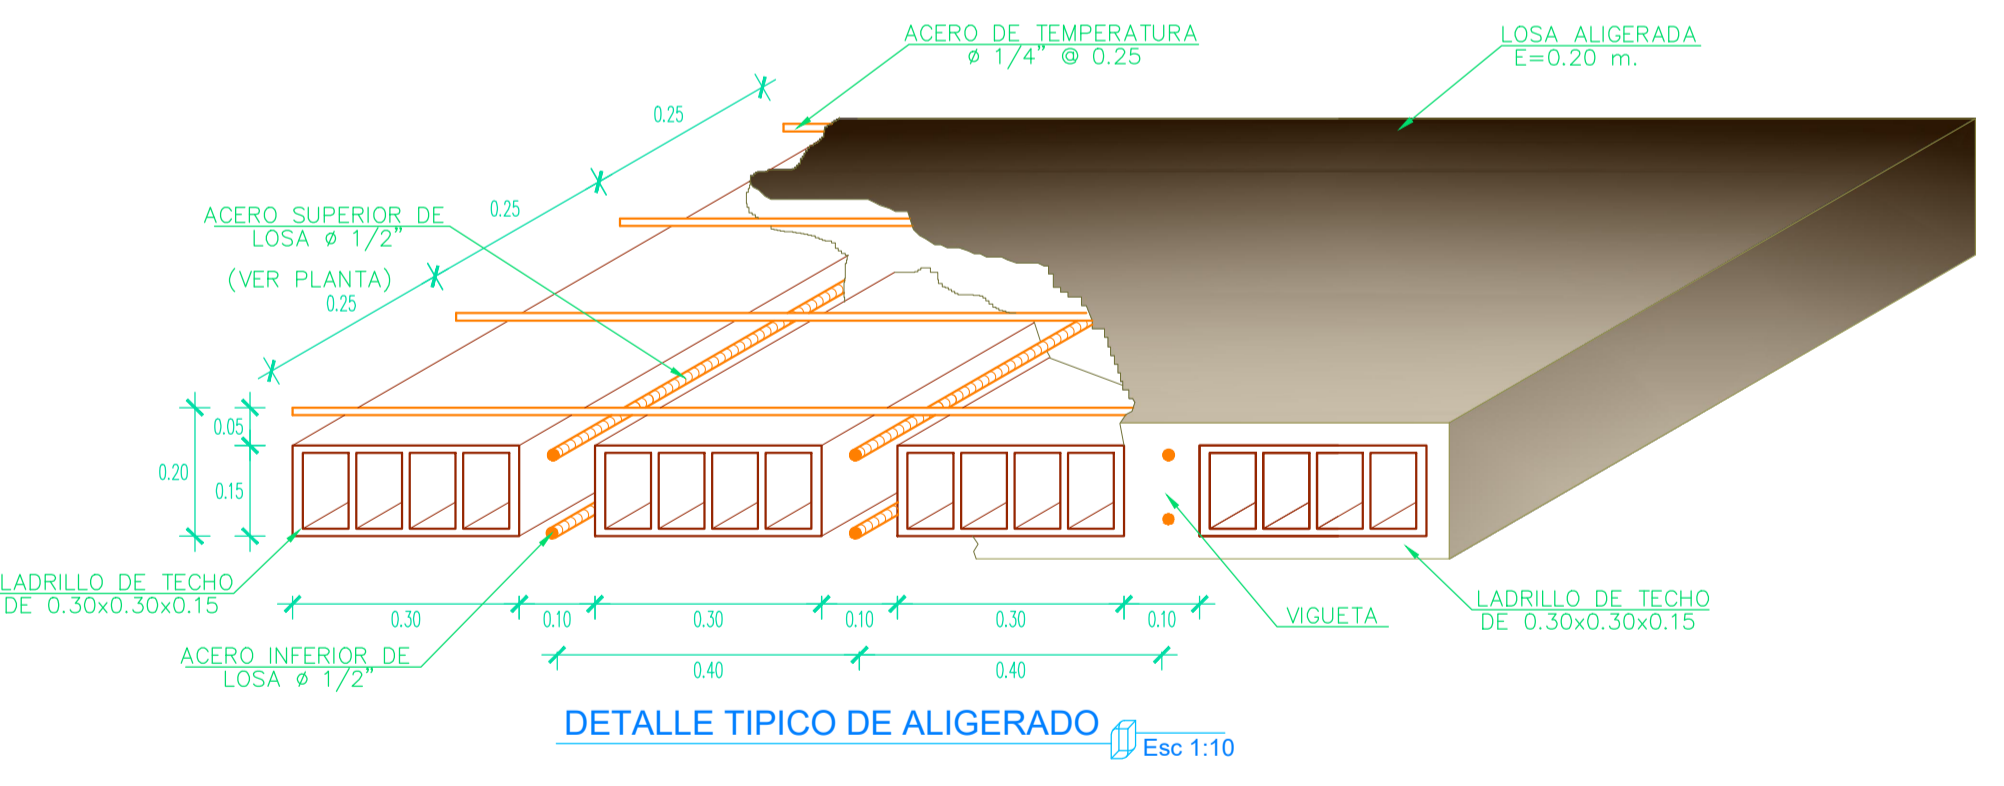 ACERO DE TEMPERATURA
ø 1/4" @ 0.25
LOSA ALIGERADA
E=0.20 m.
0.25
0.25
ACERO SUPERIOR DE
LOSA ø 1/2"
(VER PLANTA)
0.25
0.05
0.20
0.15
LADRILLO DE TECHO
DE 0.30x0.30x0.15
0.30
0.10
0.30
0.10
0.30
0.10
VIGUETA
LADRILLO DE TECHO
DE 0.30x0.30x0.15
ACERO INFERIOR DE
LOSA ø 1/2"
0.40
0.40
DETALLE TIPICO DE ALIGERADO
Esc 1:10